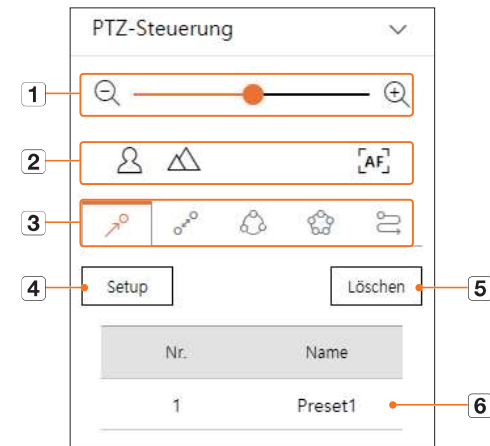 PTZ-Steuerung
1
2
AF
3
4 Setup Löschen 5
Nr. Name
1 Preset1 6